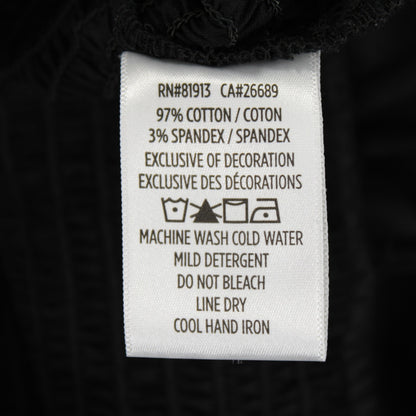 RN#81913 CA#26689
97% COTTON / COTON
3% SPANDEX / SPANDEX
EXCLUSIVE OF DECORATION
EXCLUSIVE DES DÉCORATIONS
MACHINE WASH COLD WATER
MILD DETERGENT
DO NOT BLEACH
LINE DRY
COOL HAND IRON